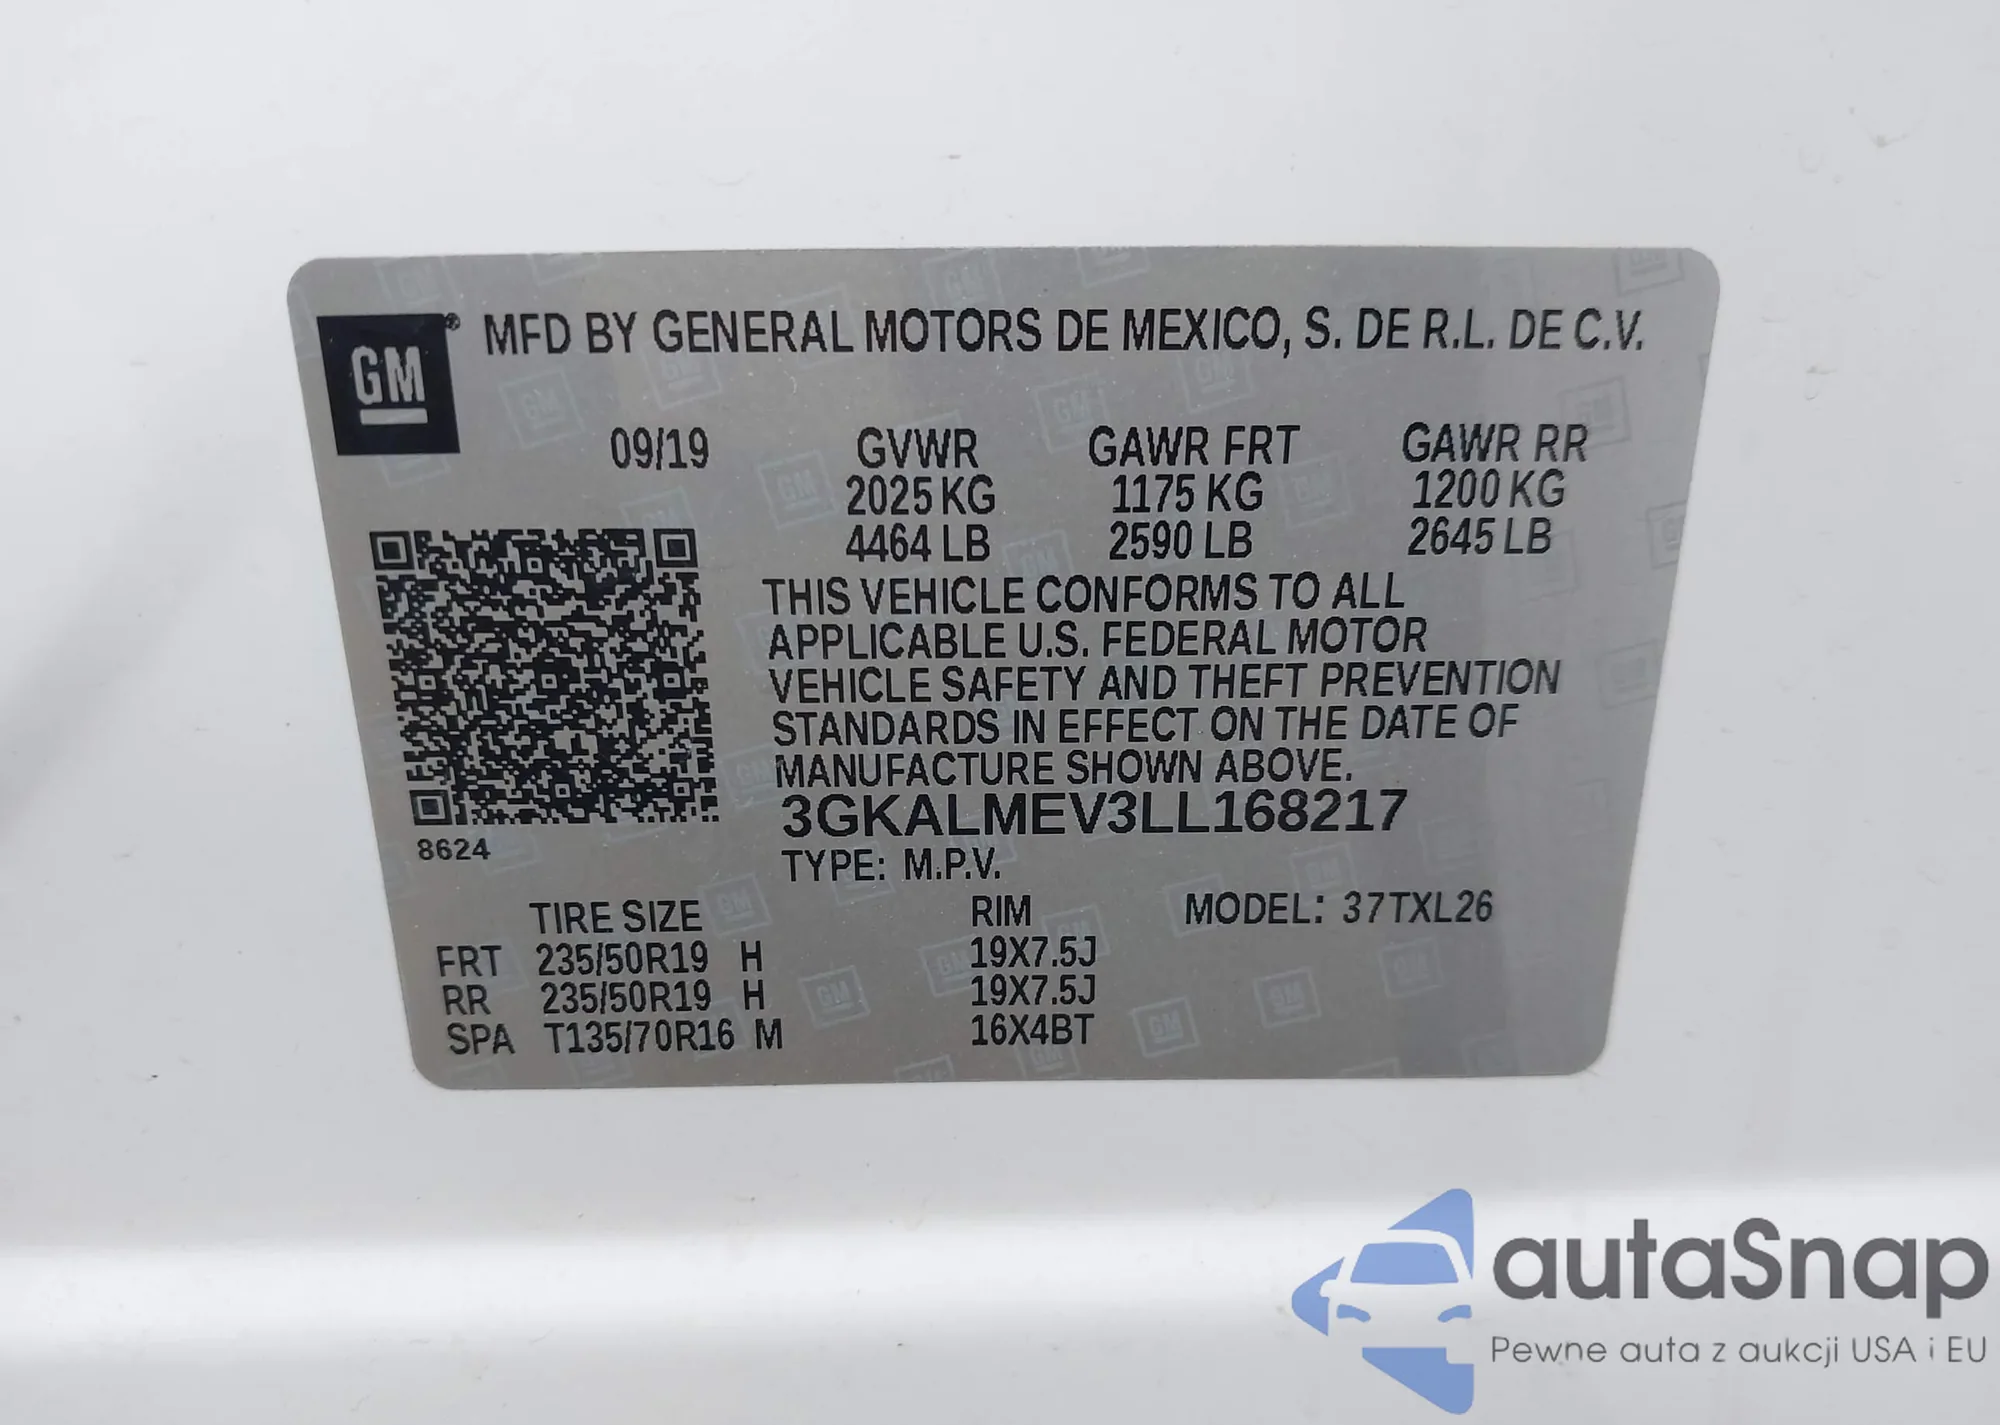 GM® MFD BY GENERAL MOTORS DE MEXICO, S. DE R.L. DE C.V.
09/19 GVWR GAWR FRT GAWR RR
2025 KG 1175 KG 1200 KG
4464 LB 2590 LB 2645 LB
THIS VEHICLE CONFORMS TO ALL
APPLICABLE U.S. FEDERAL MOTOR
VEHICLE SAFETY AND THEFT PREVENTION
STANDARDS IN EFFECT ON THE DATE OF
MANUFACTURE SHOWN ABOVE.
3GKALMEV3LL168217
8624
TYPE: M.P.V.
TIRE SIZE RIM MODEL: 37TXL26
FRT 235/50R19 H 19X7.5J
RR 235/50R19 H 19X7.5J
SPA T135/70R16 M 16X4BT
autaSnap
Pewne auta z aukcji USA i EU